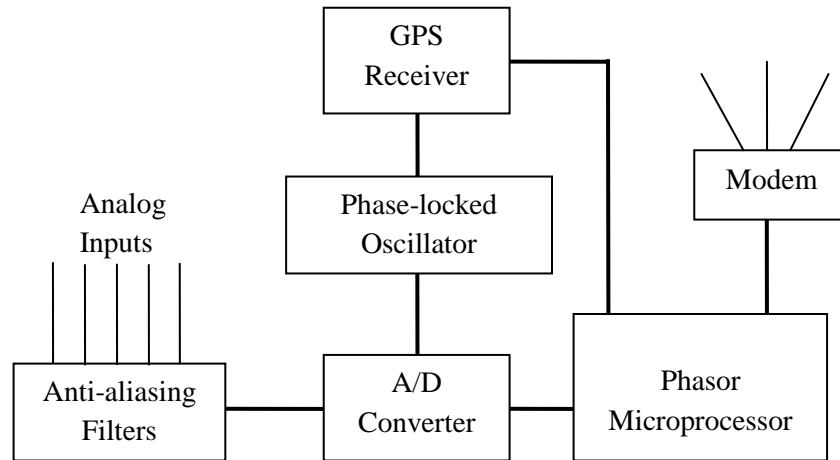 GPS
Receiver
Phase-locked
Oscillator
Modem
Analog
Inputs
Anti-aliasing
Filters
A/D
Converter
Phasor
Microprocessor